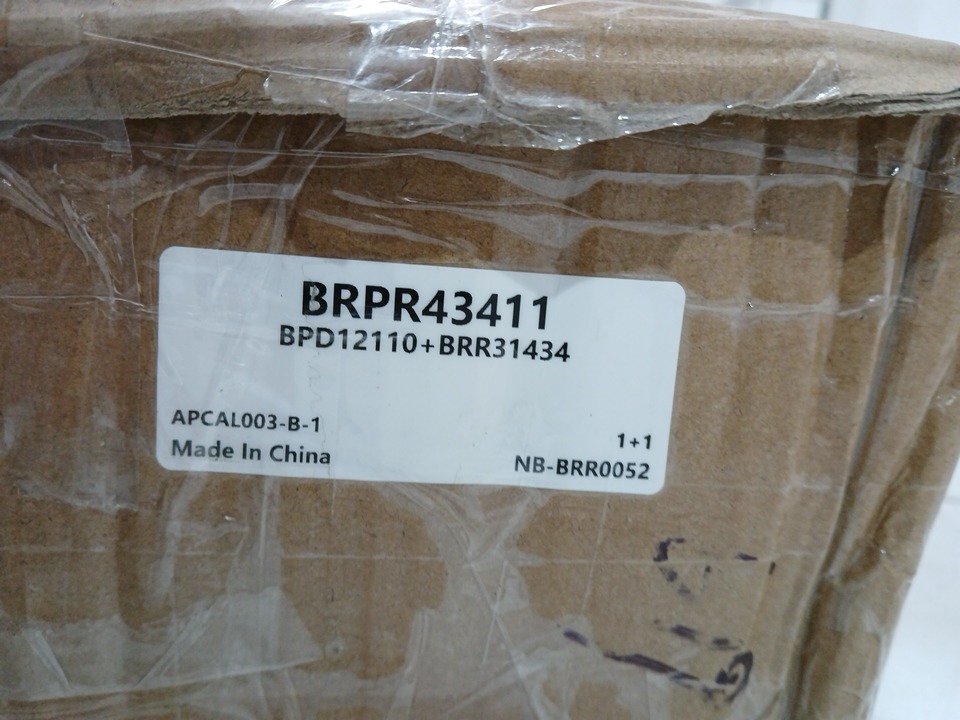 BRPR43411
BPD12110+BRR31434
APCAL003-B-1
1+1
Made In China
NB-BRR0052